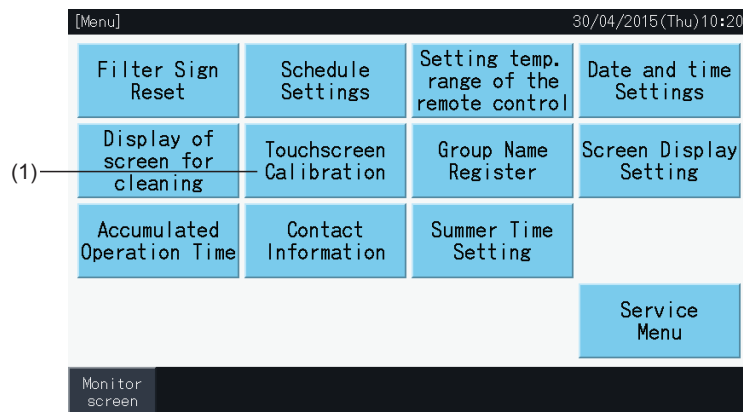 [Menu] 30/04/2015(Thu)10:20
Filter Sign
Reset
Schedule
Settings
Setting temp.
range of the
remote control
Date and time
Settings
Display of
screen for
cleaning
(1)
Touchscreen
Calibration
Group Name
Register
Screen Display
Setting
Accumulated
Operation Time
Contact
Information
Summer Time
Setting
Service
Menu
Monitor
screen